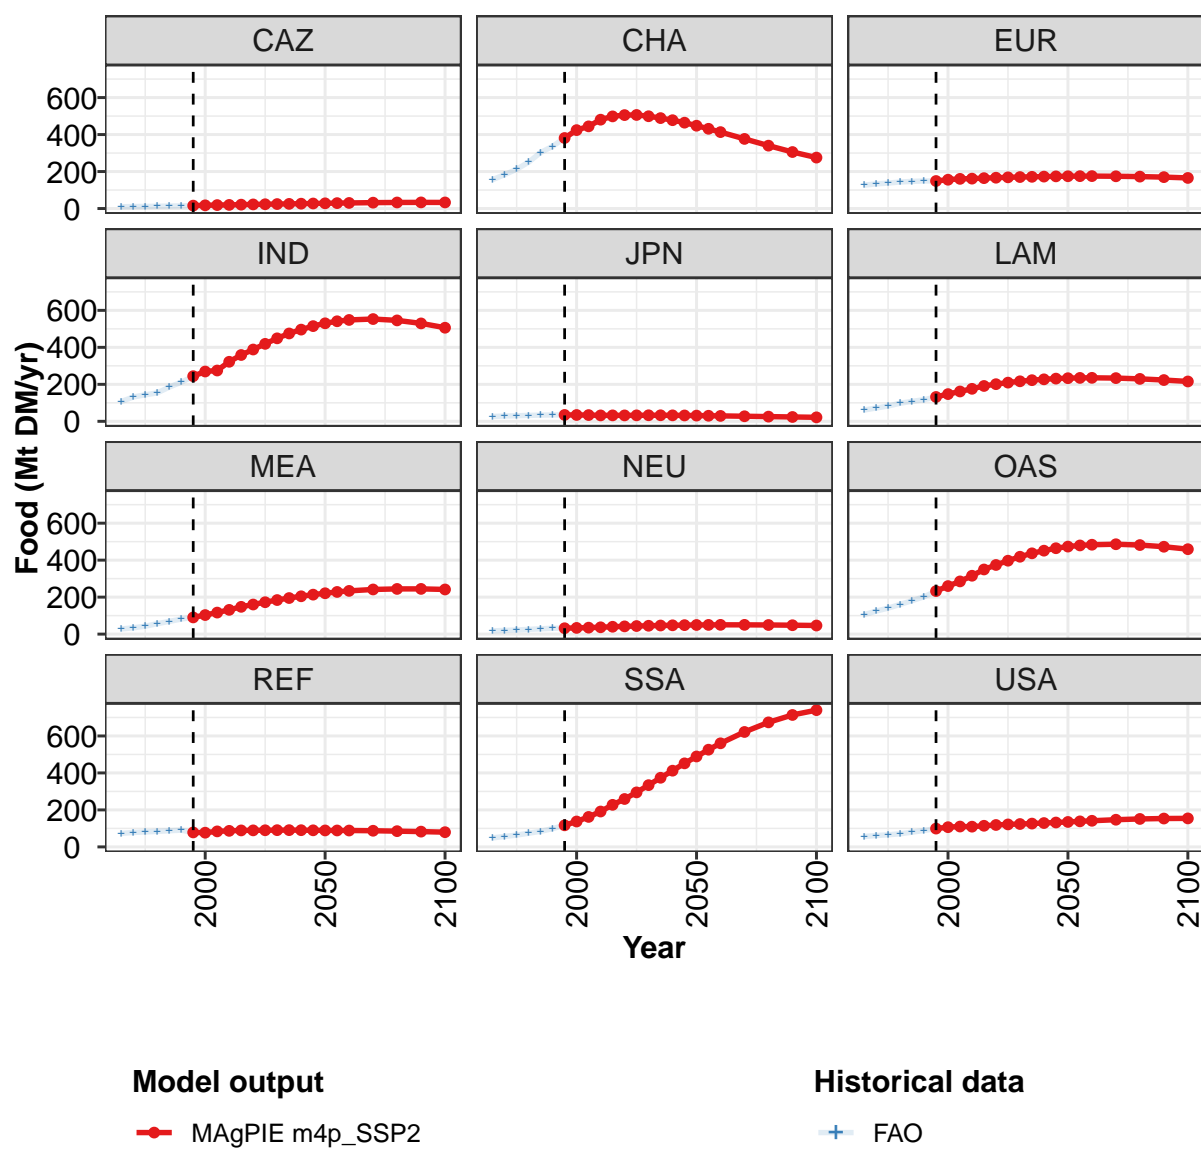 CAZ CHA EUR
600
400
200
0
IND JPN LAM
600
400
200
0
MEA NEU OAS
600
400
200
0
REF SSA USA
600
400
200
0
Food (Mt DM/yr)
2000 2050 2100 2000 2050 2100 2000 2050 2100
Year
Model output Historical data
MAgPIE m4p_SSP2 FAO